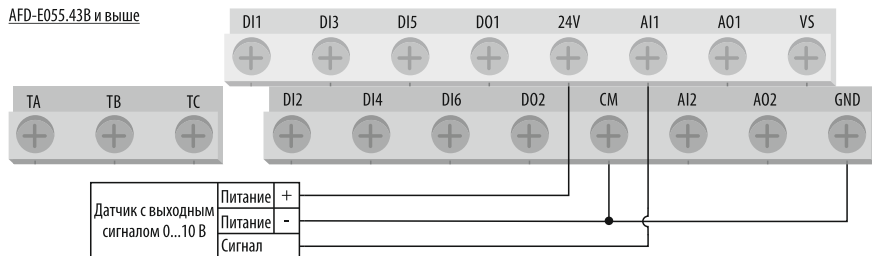 AFD-E055.43B и выше
DI1 DI3 DI5 DO1 24V AI1 AO1 VS
TA TB TC DI2 DI4 DI6 DO2 CM AI2 AO2 GND
Датчик с выходным
сигналом 0...10 В
Питание +
Питание -
Сигнал